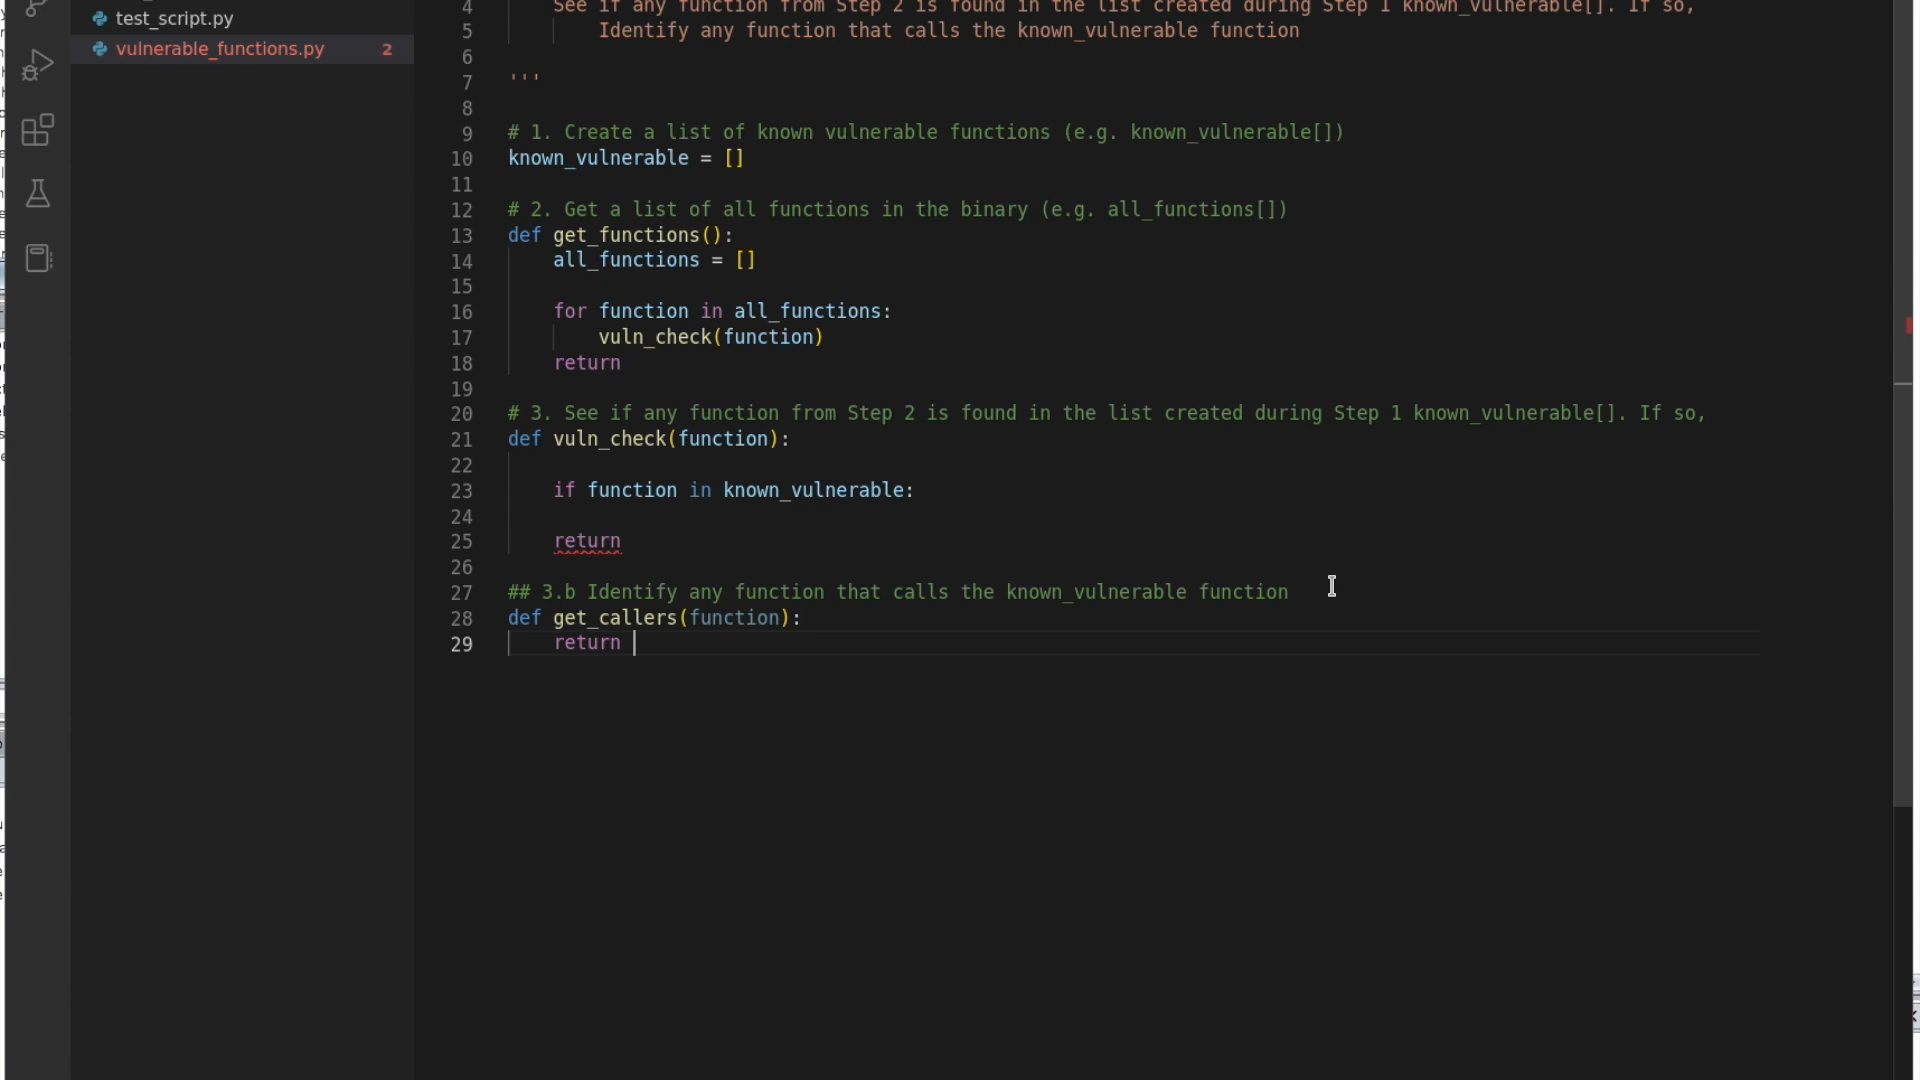 test_script.py
vulnerable_functions.py 2
4 See if any function from Step 2 is found in the list created during Step 1 known_vulnerable[]. If so,
5 Identify any function that calls the known_vulnerable function
6
7 '''
8
9 # 1. Create a list of known vulnerable functions (e.g. known_vulnerable[])
10 known_vulnerable = []
11
12 # 2. Get a list of all functions in the binary (e.g. all_functions[])
13 def get_functions():
14 all_functions = []
15
16 for function in all_functions:
17 vuln_check(function)
18 return
19
20 # 3. See if any function from Step 2 is found in the list created during Step 1 known_vulnerable[]. If so,
21 def vuln_check(function):
22
23 if function in known_vulnerable:
24
25 return
26
27 ## 3.b Identify any function that calls the known_vulnerable function
28 def get_callers(function):
29 return